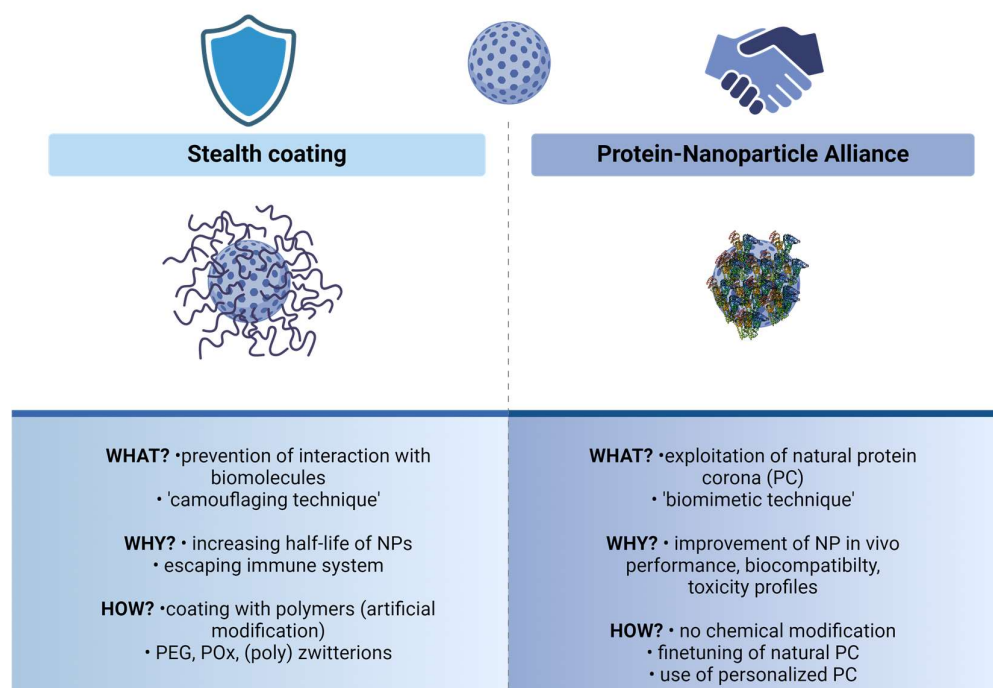 Stealth coating
Protein-Nanoparticle Alliance
WHAT? •prevention of interaction with
biomolecules
• 'camouflaging technique'
WHY? • increasing half-life of NPs
• escaping immune system
HOW? •coating with polymers (artificial
modification)
• PEG, POx, (poly) zwitterions
WHAT? •exploitation of natural protein
corona (PC)
• 'biomimetic technique'
WHY? • improvement of NP in vivo
performance, biocompatibilty,
toxicity profiles
HOW? • no chemical modification
• finetuning of natural PC
• use of personalized PC